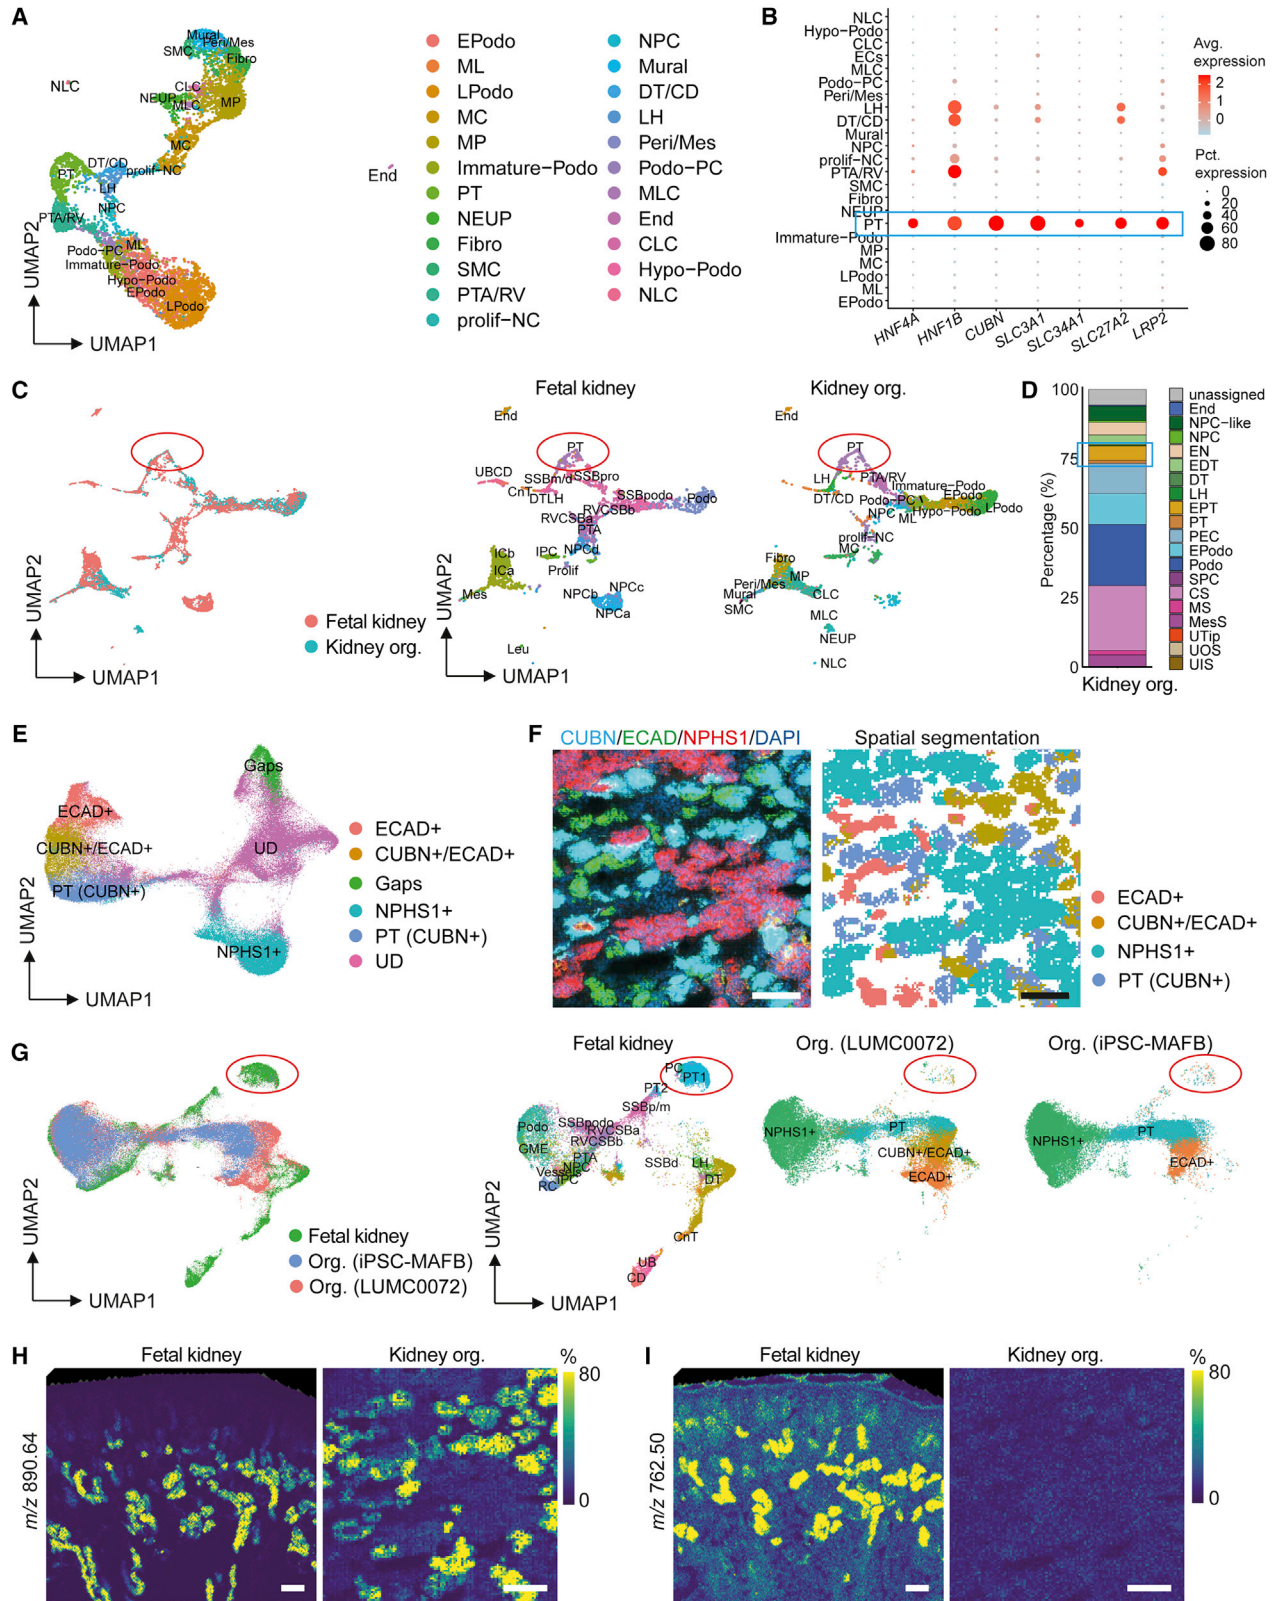 A
Mural
Peri/Mes
SMC
Fibro
NLC
CLC
NEUP
MLC
MP
MC
DT/CD
prolif-NC
PT
LH
NPC
End
PTA/RV
ML
Podo-PC
Immature-Podo
Hypo-Podo
EPodo
LPodo
UMAP2
UMAP1
EPodo
ML
LPodo
MC
MP
Immature-Podo
PT
NEUP
Fibro
SMC
PTA/RV
prolif-NC
NPC
Mural
DT/CD
LH
Peri/Mes
Podo-PC
MLC
End
CLC
Hypo-Podo
NLC
B
NLC
Hypo-Podo
CLC
ECs
MLC
Podo-PC
Peri/Mes
LH
DT/CD
Mural
NPC
prolif-NC
PTA/RV
SMC
Fibro
NEUP
PT
Immature-Podo
MP
MC
LPodo
ML
EPodo
HNF4A
HNF1B
CUBN
SLC3A1
SLC34A1
SLC27A2
LRP2
Avg.
expression
2
1
0
Pct.
expression
0
20
40
60
80
C
UMAP2
UMAP1
Fetal kidney
Kidney org.
Fetal kidney
End
PT
UBCD
SSBm/d
SSBpro
CnT
DTLH
SSBpodo
Podo
RVCSBb
RVCSBa
PTA
ICb
IPC
NPCd
ICa
Prolif
NPCc
Mes
NPCb
NPCa
Leu
UMAP2
UMAP1
Kidney org.
End
PT
LH
PTA/RV
Immature-Podo
DT/CD
Podo-PC
EPodo
LPodo
NPC
ML
Hypo-Podo
prolif-NC
MC
Fibro
MP
Peri/Mes
Mural
CLC
SMC
MLC
NEUP
NLC
D
100
75
50
25
0
Percentage (%)
Kidney org.
unassigned
End
NPC-like
NPC
EN
EDT
DT
LH
EPT
PT
PEC
EPodo
Podo
SPC
CS
MS
MesS
UTip
UOS
UIS
E
Gaps
ECAD+
CUBN+/ECAD+
UD
PT (CUBN+)
NPHS1+
UMAP2
UMAP1
ECAD+
CUBN+/ECAD+
Gaps
NPHS1+
PT (CUBN+)
UD
F
CUBN/ECAD/NPHS1/DAPI
Spatial segmentation
ECAD+
CUBN+/ECAD+
NPHS1+
PT (CUBN+)
G
UMAP2
UMAP1
Fetal kidney
Org. (iPSC-MAFB)
Org. (LUMC0072)
Fetal kidney
PC
PT1
PT2
SSBp/m
Podo
SSBpodo
RVCSBa
RVCSBb
GME
PTA
NPC
SSBd
LH
Vessels
IPC
DT
RC
CnT
UB
CD
UMAP2
UMAP1
Org. (LUMC0072)
NPHS1+
PT
CUBN+/ECAD+
ECAD+
Org. (iPSC-MAFB)
NPHS1+
PT
ECAD+
H
Fetal kidney
Kidney org.
m/z 890.64
%
80
0
I
Fetal kidney
Kidney org.
m/z 762.50
%
80
0